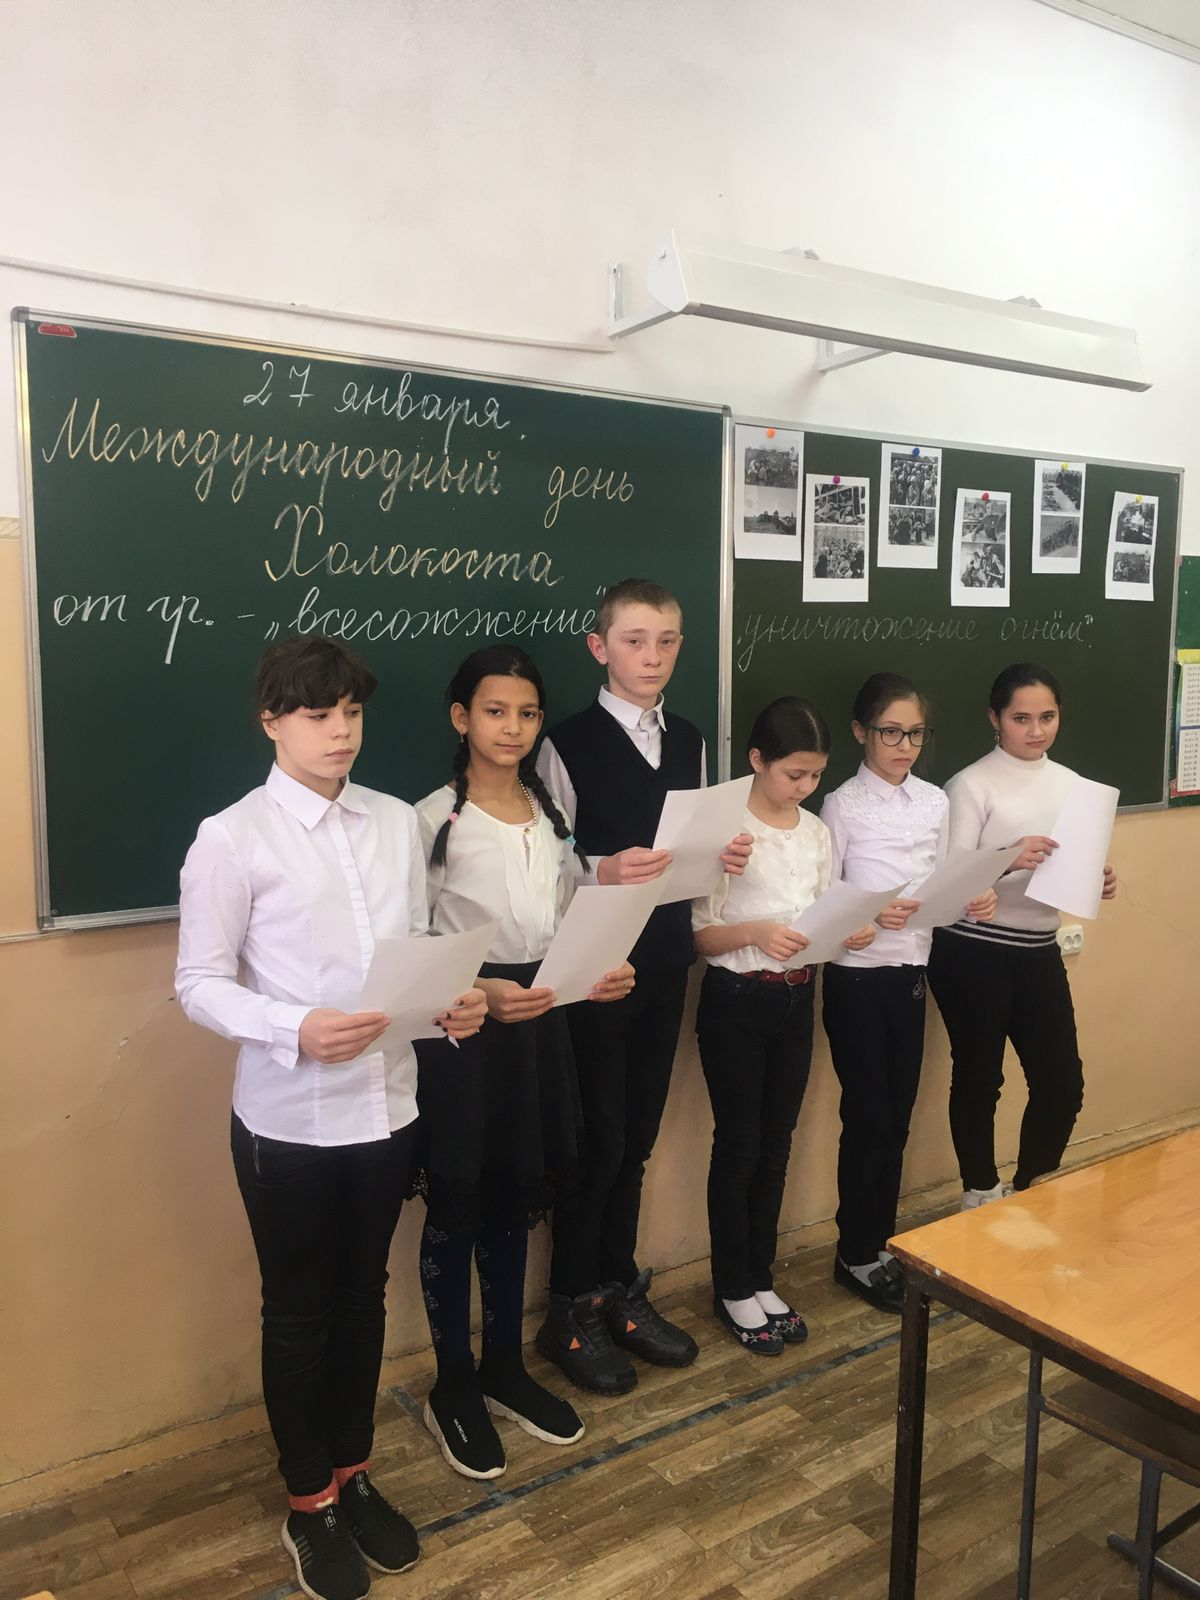 27 января.
Международный день
Холокоста
от гр. - „всесожжение"
„уничтожение огнём"